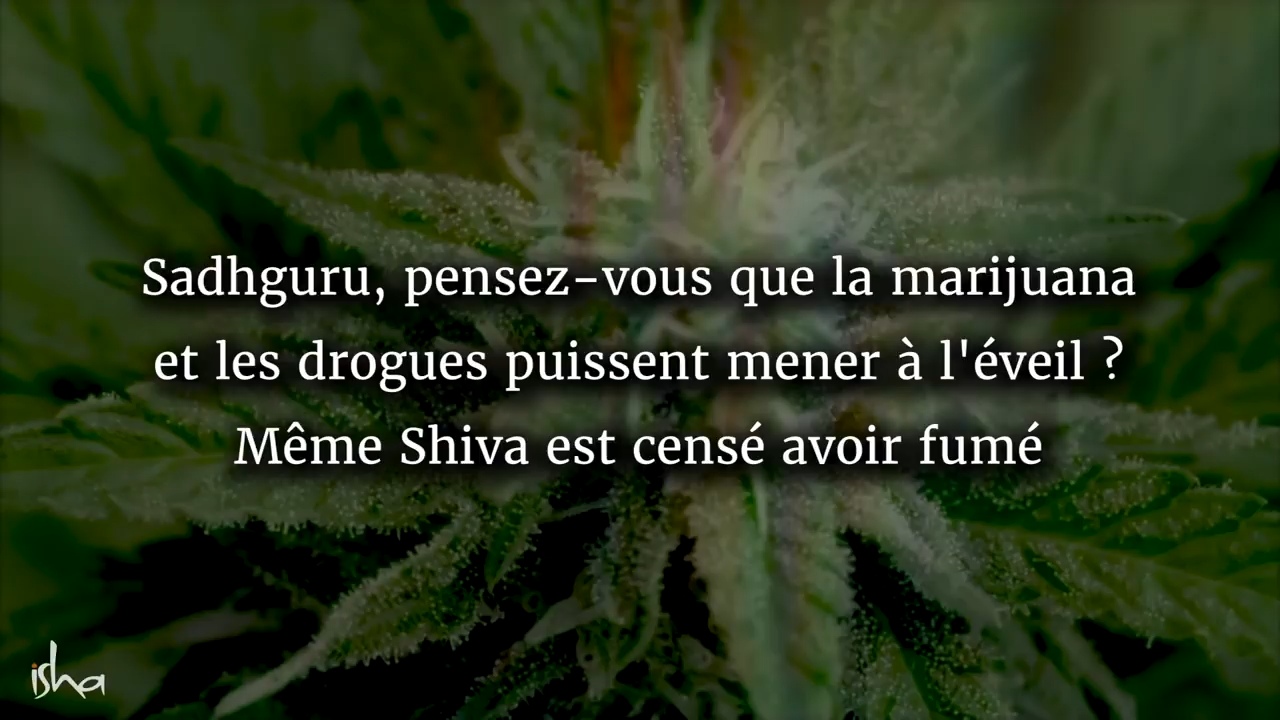 Sadhguru, pensez-vous que la marijuana
et les drogues puissent mener à l'éveil ?
Même Shiva est censé avoir fumé
isha